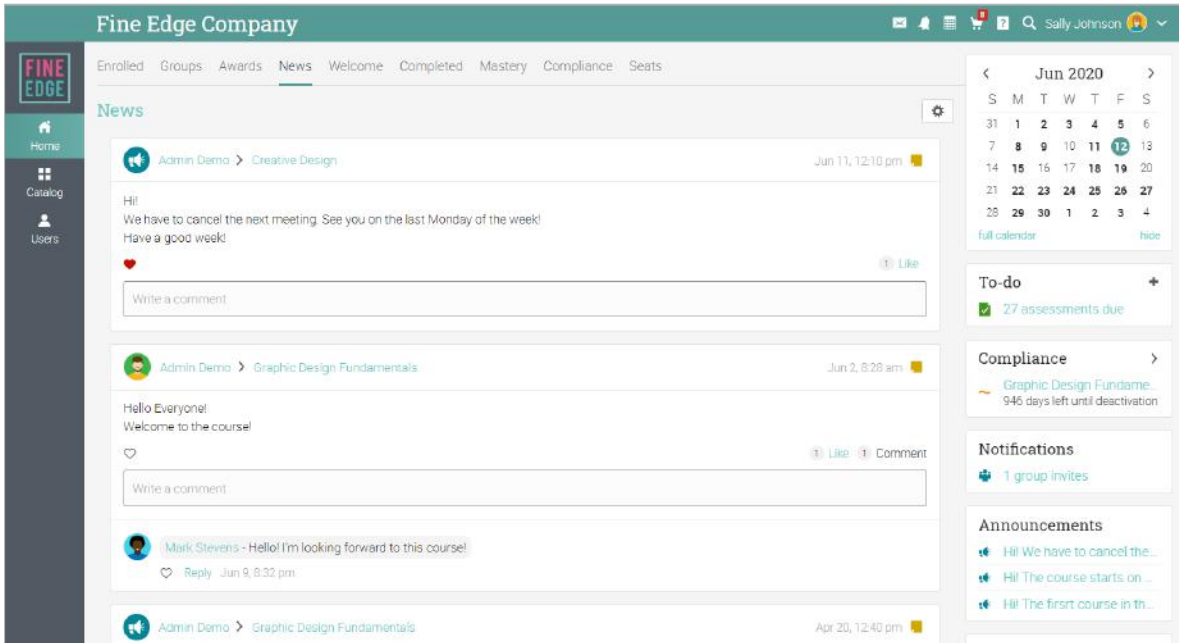 Fine Edge Company
8
?
Sally Johnson
FINE
EDGE
Home
Catalog
Users
Enrolled Groups Awards News Welcome Completed Mastery Compliance Seats
News
Admin Demo > Creative Design
Jun 11, 12:10 pm
Hi!
We have to cancel the next meeting. See you on the last Monday of the week!
Have a good week!
1 Like
Write a comment
Admin Demo > Graphic Design Fundamentals
Jun 2, 8:28 am
Hello Everyone!
Welcome to the course!
1 Like 1 Comment
Write a comment
Mark Stevens - Hello! I'm looking forward to this course!
Reply Jun 9, 8:32 pm
Admin Demo > Graphic Design Fundamentals
Apr 20, 12:40 pm
< Jun 2020 >
S M T W T F S
31 1 2 3 4 5 6
7 8 9 10 11 12 13
14 15 16 17 18 19 20
21 22 23 24 25 26 27
28 29 30 1 2 3 4
full calendar hide
To-do +
27 assessments due
Compliance >
Graphic Design Fundame...
946 days left until deactivation
Notifications
1 group invites
Announcements
Hi! We have to cancel the...
Hi! The course starts on ...
Hi! The firsrt course in th...